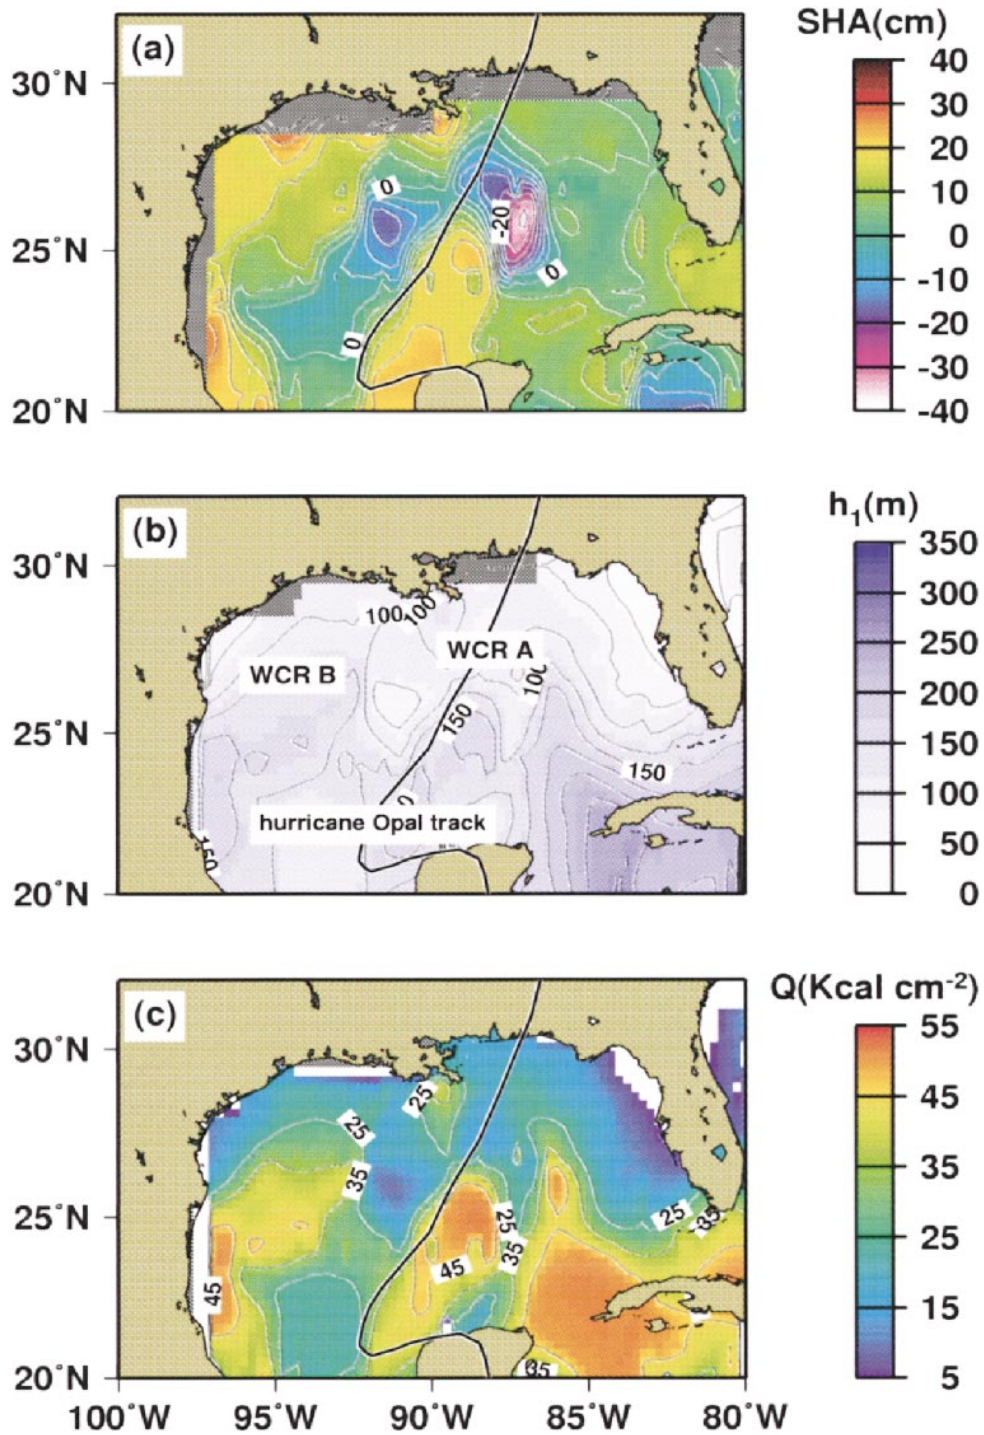 (a)
SHA(cm)
30°N
25°N
20°N
0
-20
0
0
40
30
20
10
0
-10
-20
-30
-40
(b)
h1(m)
30°N
25°N
20°N
100
100
WCR A
WCR B
100
150
150
hurricane Opal track
150
350
300
250
200
150
100
50
0
(c)
Q(Kcal cm-2)
30°N
25°N
20°N
25
25
35
25
25
35
35
45
45
35
55
45
35
25
15
5
100°W
95°W
90°W
85°W
80°W